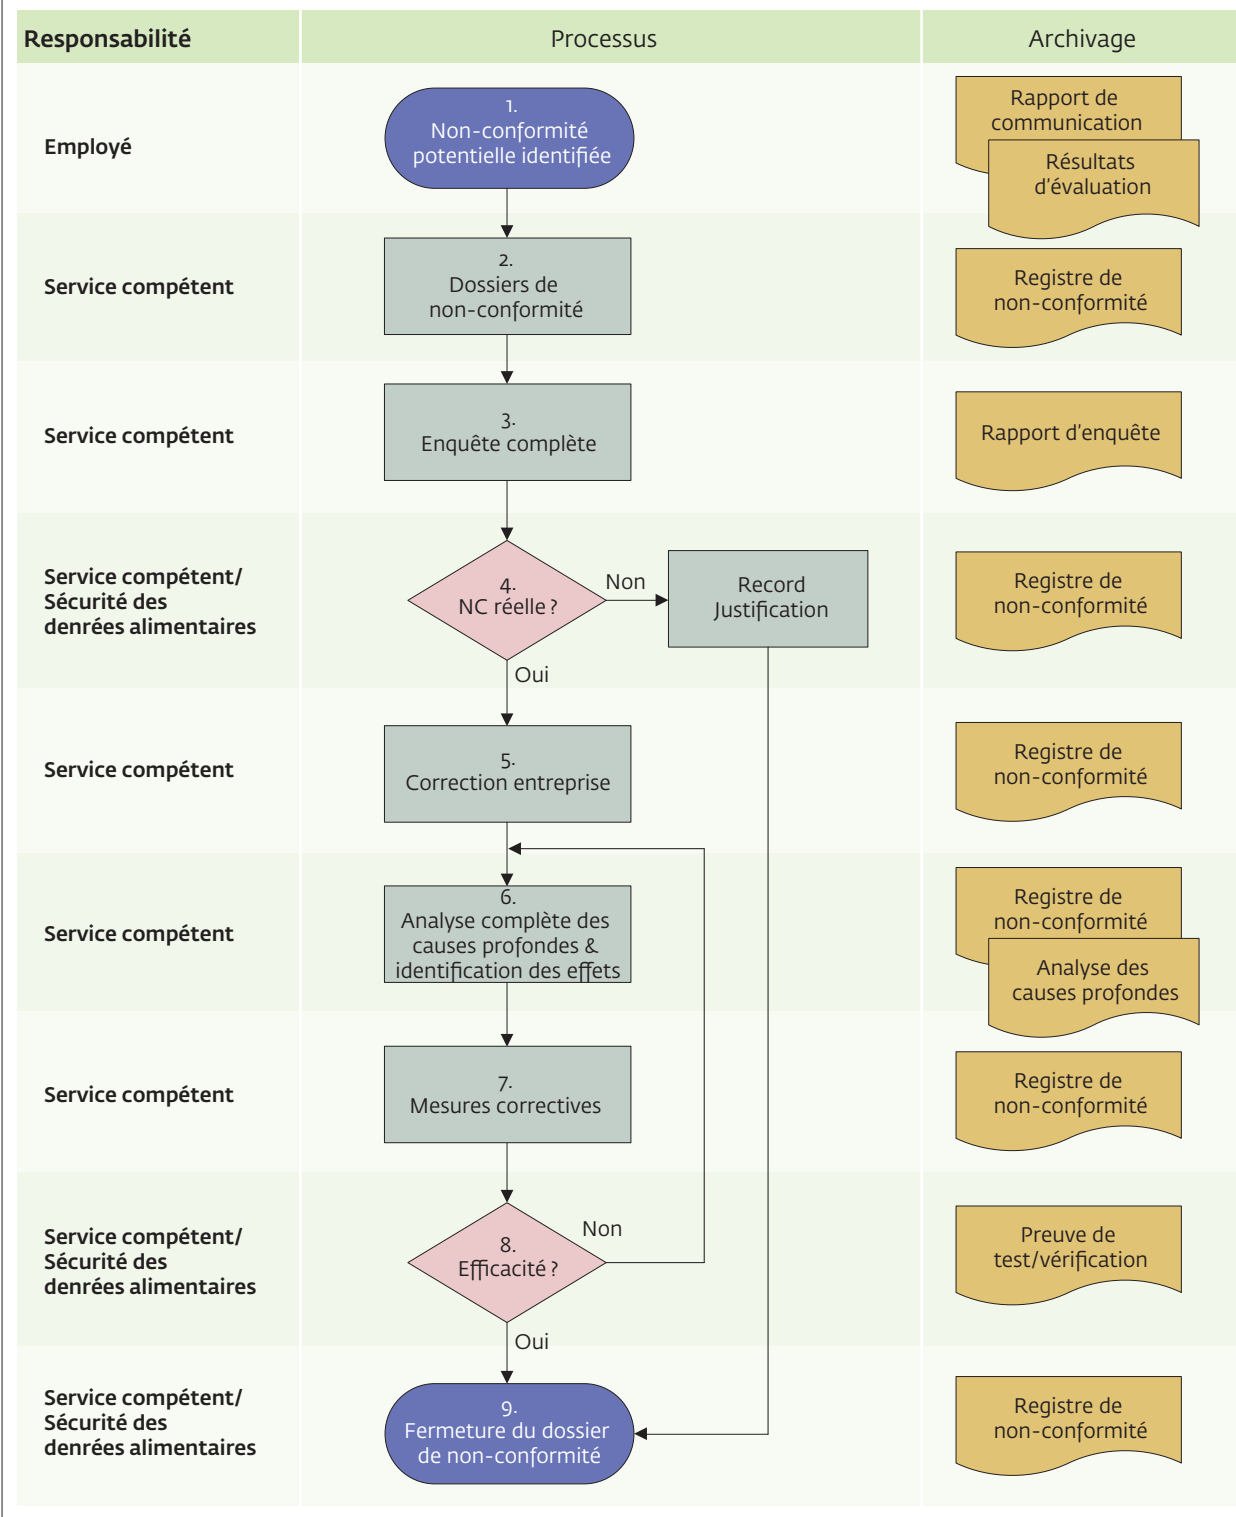 Responsabilité
Processus
Archivage
Employé
1.
Non-conformité
potentielle identifiée
Rapport de
communication
Résultats
d'évaluation
Service compétent
2.
Dossiers de
non-conformité
Registre de
non-conformité
Service compétent
3.
Enquête complète
Rapport d'enquête
Service compétent/
Sécurité des
denrées alimentaires
4.
NC réelle ?
Non
Record
Justification
Registre de
non-conformité
Oui
Service compétent
5.
Correction entreprise
Registre de
non-conformité
Service compétent
6.
Analyse complète des
causes profondes &
identification des effets
Registre de
non-conformité
Analyse des
causes profondes
Service compétent
7.
Mesures correctives
Registre de
non-conformité
Service compétent/
Sécurité des
denrées alimentaires
8.
Efficacité ?
Non
Preuve de
test/vérification
Oui
Service compétent/
Sécurité des
denrées alimentaires
9.
Fermeture du dossier
de non-conformité
Registre de
non-conformité